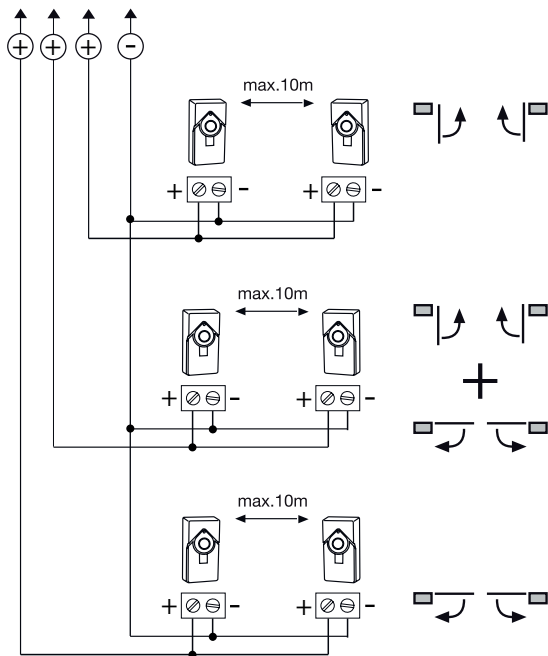 + + + -
max.10m
+ - + -
max.10m
+ - + -
+
max.10m
+ - + -